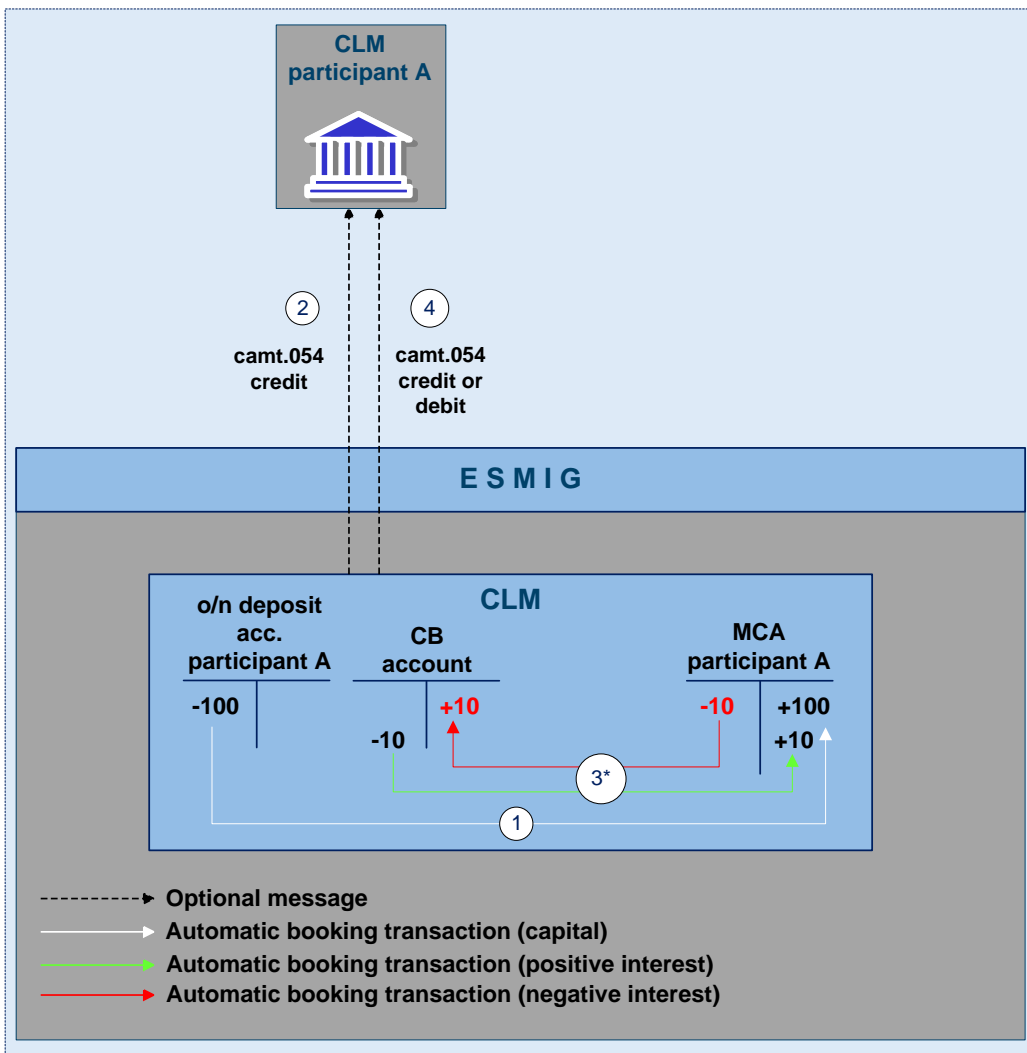 CLM
participant A
2
4
camt.054
credit
camt.054
credit or
debit
E S M I G
CLM
o/n deposit
acc.
participant A
CB
account
MCA
participant A
-100
+10
-10
+100
-10
+10
3*
1
Optional message
Automatic booking transaction (capital)
Automatic booking transaction (positive interest)
Automatic booking transaction (negative interest)